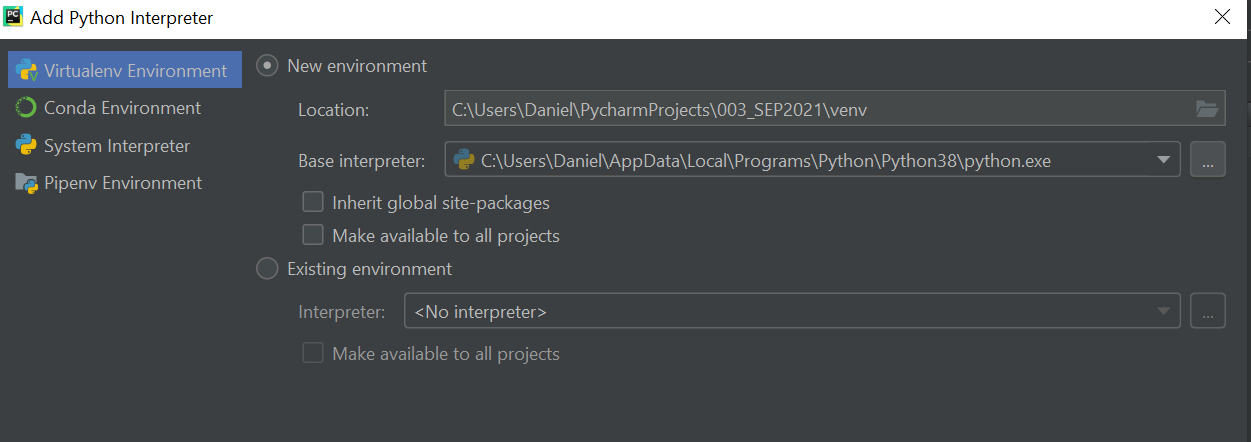 PC
Add Python Interpreter
Virtualenv Environment
Conda Environment
System Interpreter
Pipenv Environment
New environment
Location: C:\Users\Daniel\PycharmProjects\003_SEP2021\venv
Base interpreter: C:\Users\Daniel\AppData\Local\Programs\Python\Python38\python.exe ...
Inherit global site-packages
Make available to all projects
Existing environment
Interpreter: <No interpreter> ...
Make available to all projects